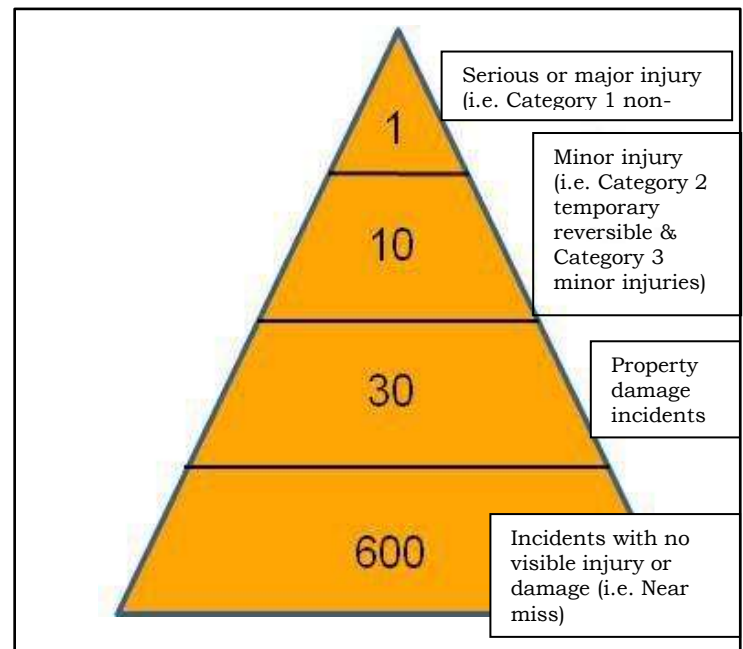 Serious or major injury
(i.e. Category 1 non-
1
Minor injury
(i.e. Category 2
temporary
reversible &
Category 3
minor injuries)
10
Property
damage
incidents
30
Incidents with no
visible injury or
damage (i.e. Near
miss)
600